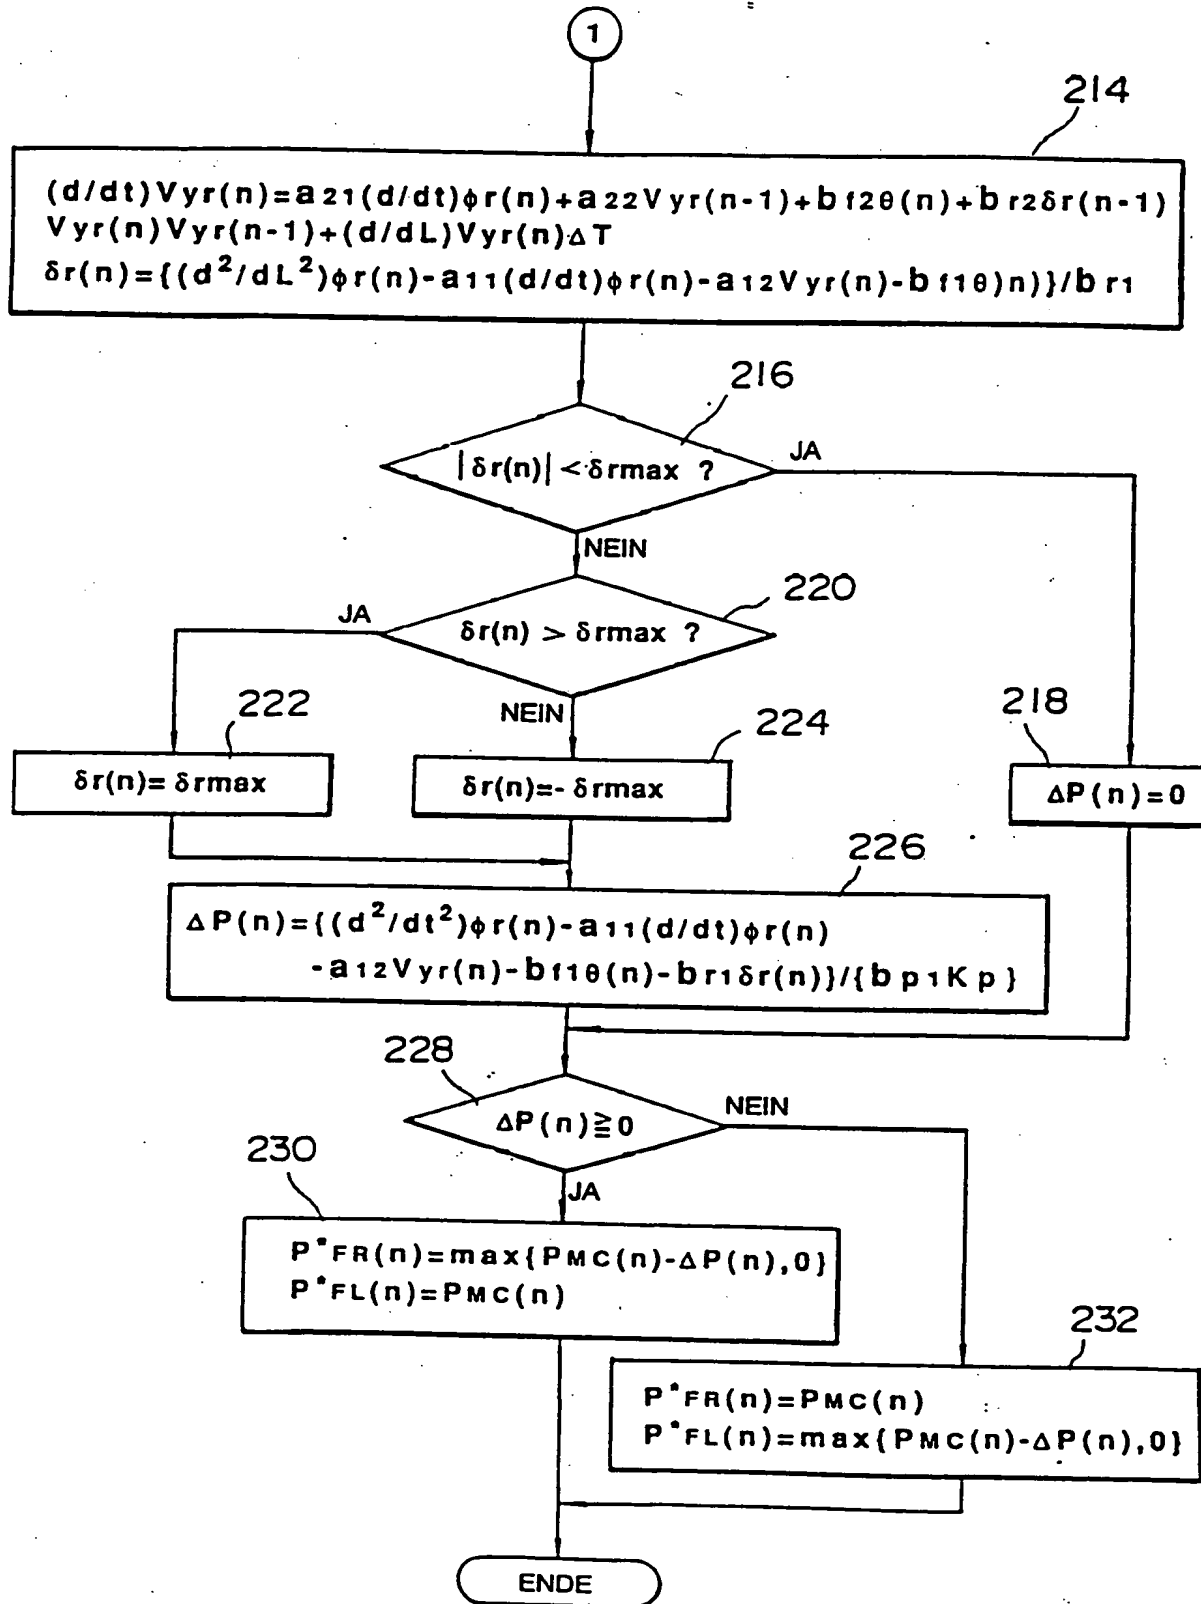 1
214
(d/dt)Vyr(n)=a21(d/dt)φr(n)+a22Vyr(n-1)+bf2θ(n)+br2δr(n-1)
Vyr(n)Vyr(n-1)+(d/dL)Vyr(n)ΔT
δr(n)={(d²/dL²)φr(n)-a11(d/dt)φr(n)-a12Vyr(n)-bf1θ)n)}/br1
216
|δr(n)|<δrmax ?
JA
NEIN
220
δr(n) > δrmax ?
JA
NEIN
222
δr(n)=δrmax
224
δr(n)=-δrmax
218
ΔP(n)=0
226
ΔP(n)={(d²/dt²)φr(n)-a11(d/dt)φr(n)
-a12Vyr(n)-bf1θ(n)-br1δr(n)}/{bp1Kp}
228
ΔP(n)≧0
NEIN
JA
230
P*FR(n)=max{PMC(n)-ΔP(n),0}
P*FL(n)=PMC(n)
232
P*FR(n)=PMC(n)
P*FL(n)=max{PMC(n)-ΔP(n),0}
ENDE